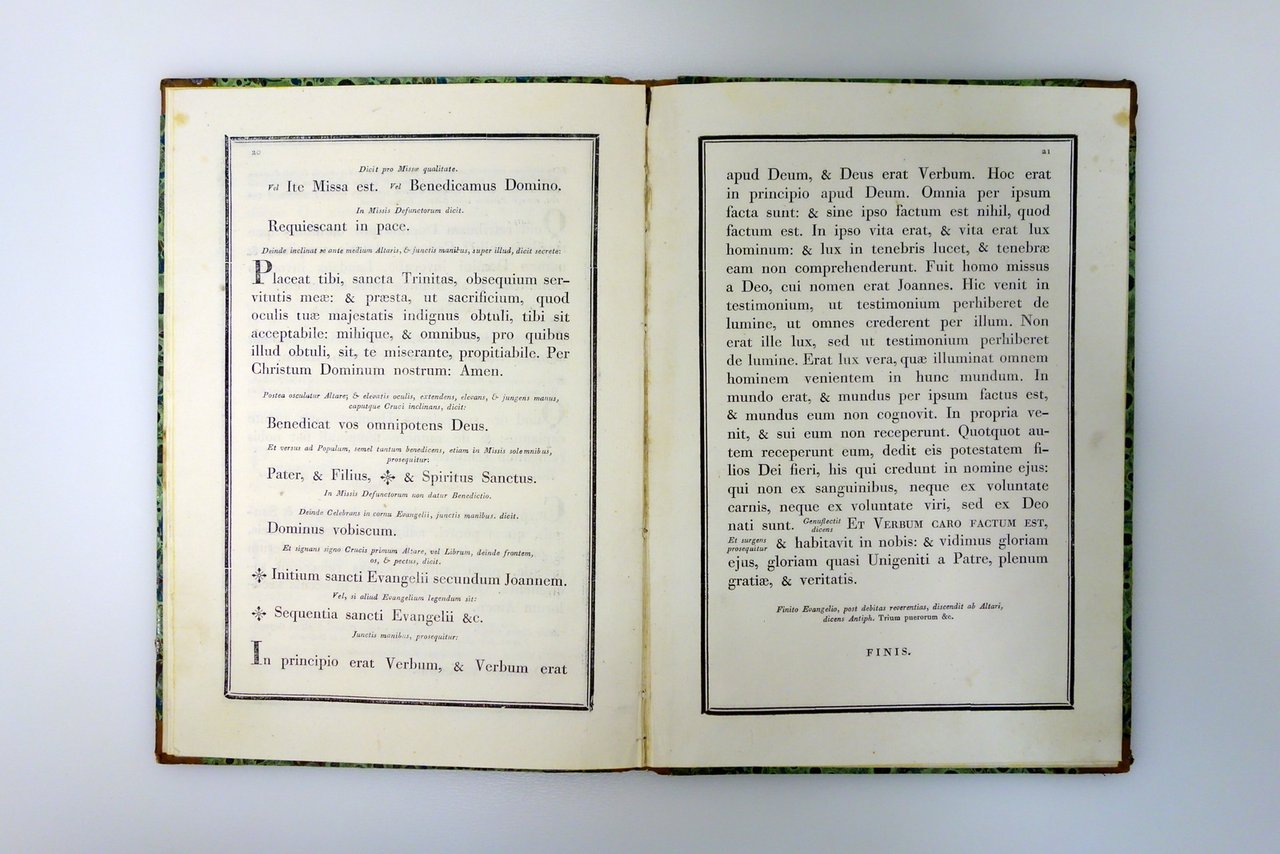 20
Dicit pro Missæ qualitate.
Vel Ite Missa est. Vel Benedicamus Domino.
In Missis Defunctorum dicit.
Requiescant in pace.
Deinde inclinat se ante medium Altaris, & junctis manibus, super illud, dicit secrete:
Placeat tibi, sancta Trinitas, obsequium ser-
vitutis meæ: & præsta, ut sacrificium, quod
oculis tuæ majestatis indignus obtuli, tibi sit
acceptabile: mihique, & omnibus, pro quibus
illud obtuli, sit, te miserante, propitiabile. Per
Christum Dominum nostrum: Amen.
Postea osculatur Altare; & elevatis oculis, extendens, elevans, & jungens manus,
caputque Cruci inclinans, dicit:
Benedicat vos omnipotens Deus.
Et versus ad Populum, semel tantum benedicens, etiam in Missis solemnibus,
prosequitur:
Pater, & Filius, ✠ & Spiritus Sanctus.
In Missis Defunctorum non datur Benedictio.
Deinde Celebrans in cornu Evangelii, junctis manibus. dicit.
Dominus vobiscum.
Et signans signo Crucis primum Altare, vel Librum, deinde frontem,
os, & pectus, dicit.
✠ Initium sancti Evangelii secundum Joannem.
Vel, si aliud Evangelium legendum sit:
✠ Sequentia sancti Evangelii &c.
Junctis manibus, prosequitur:
In principio erat Verbum, & Verbum erat
21
apud Deum, & Deus erat Verbum. Hoc erat
in principio apud Deum. Omnia per ipsum
facta sunt: & sine ipso factum est nihil, quod
factum est. In ipso vita erat, & vita erat lux
hominum: & lux in tenebris lucet, & tenebræ
eam non comprehenderunt. Fuit homo missus
a Deo, cui nomen erat Joannes. Hic venit in
testimonium, ut testimonium perhiberet de
lumine, ut omnes crederent per illum. Non
erat ille lux, sed ut testimonium perhiberet
de lumine. Erat lux vera, quæ illuminat omnem
hominem venientem in hunc mundum. In
mundo erat, & mundus per ipsum factus est,
& mundus eum non cognovit. In propria ve-
nit, & sui eum non receperunt. Quotquot au-
tem receperunt eum, dedit eis potestatem fi-
lios Dei fieri, his qui credunt in nomine ejus:
qui non ex sanguinibus, neque ex voluntate
carnis, neque ex voluntate viri, sed ex Deo
nati sunt. Genuflectit dicens ET VERBUM CARO FACTUM EST,
Et surgens prosequitur & habitavit in nobis: & vidimus gloriam
ejus, gloriam quasi Unigeniti a Patre, plenum
gratiæ, & veritatis.
Finito Evangelio, post debitas reverentias, discendit ab Altari,
dicens Antiph. Trium puerorum &c.
FINIS.